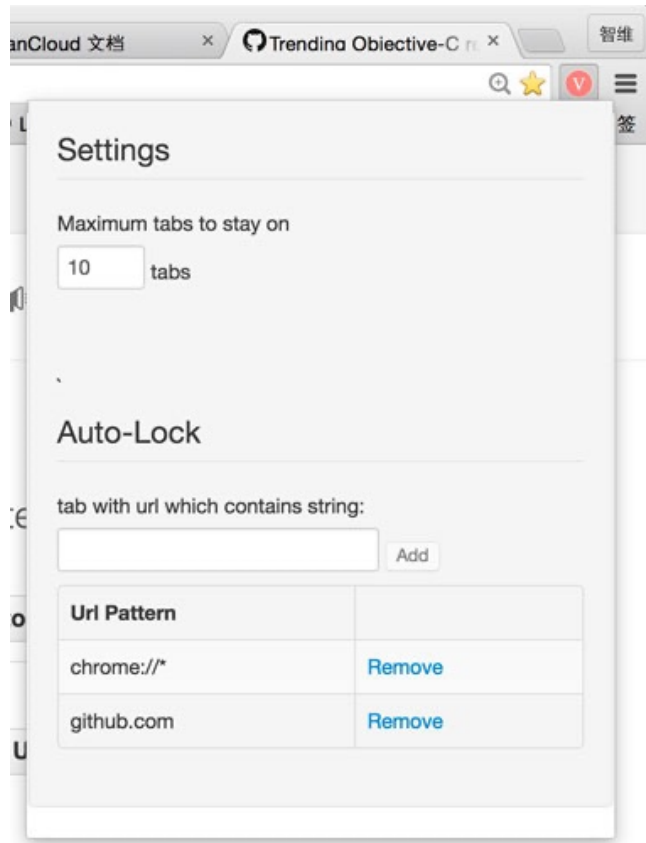 anCloud 文档
Trending Objective-C r
智维
V
签
Settings
Maximum tabs to stay on
10 tabs
、
Auto-Lock
tab with url which contains string:
Add
Url Pattern
chrome://*
Remove
github.com
Remove